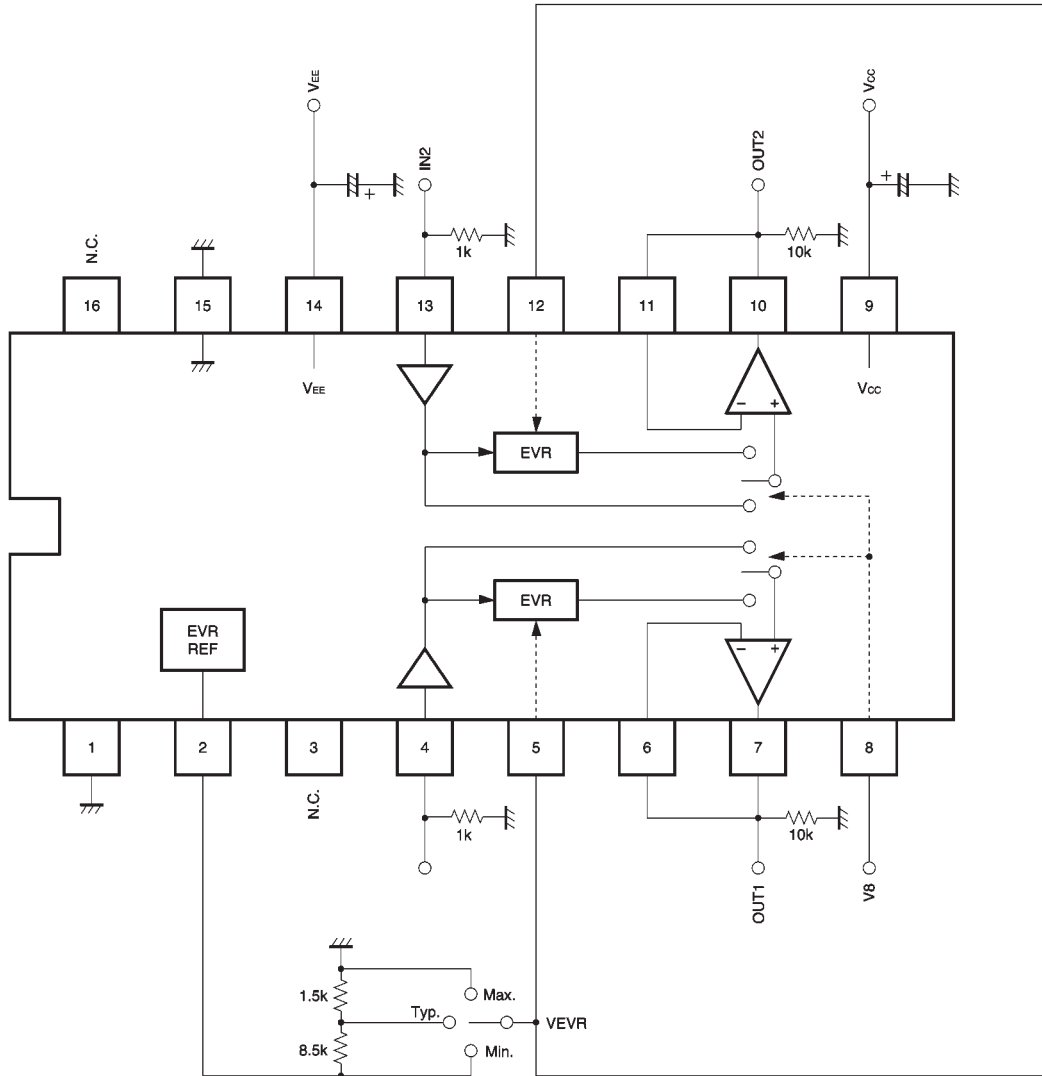 VEE
IN2
OUT2
VCC
+
+
N.C.
1k
10k
16
15
14
13
12
11
10
9
VEE
VCC
− +
EVR
EVR
EVR
REF
− +
1
2
3
4
5
6
7
8
N.C.
1k
10k
OUT1
V8
1.5k
Max.
Typ.
VEVR
8.5k
Min.